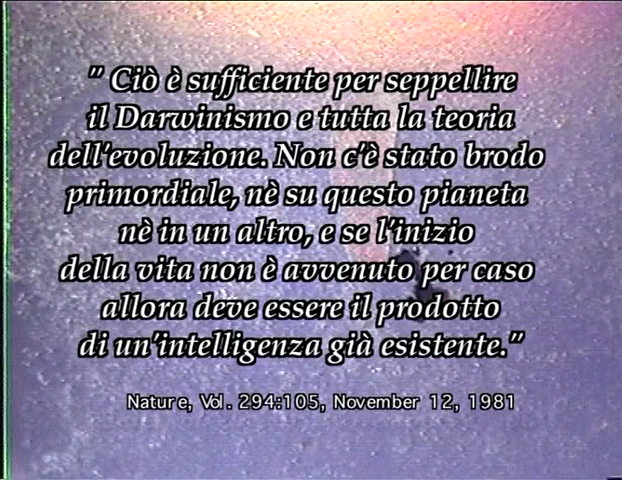 " Ciò è sufficiente per seppellire
il Darwinismo e tutta la teoria
dell'evoluzione. Non c'è stato brodo
primordiale, nè su questo pianeta
nè in un altro, e se l'inizio
della vita non è avvenuto per caso
allora deve essere il prodotto
di un'intelligenza già esistente."
Nature, Vol. 294:105, November 12, 1981